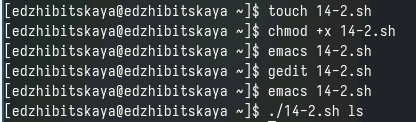 [edzhibitskaya@edzhibitskaya ~]$ touch 14-2.sh
[edzhibitskaya@edzhibitskaya ~]$ chmod +x 14-2.sh
[edzhibitskaya@edzhibitskaya ~]$ emacs 14-2.sh
[edzhibitskaya@edzhibitskaya ~]$ gedit 14-2.sh
[edzhibitskaya@edzhibitskaya ~]$ emacs 14-2.sh
[edzhibitskaya@edzhibitskaya ~]$ ./14-2.sh ls